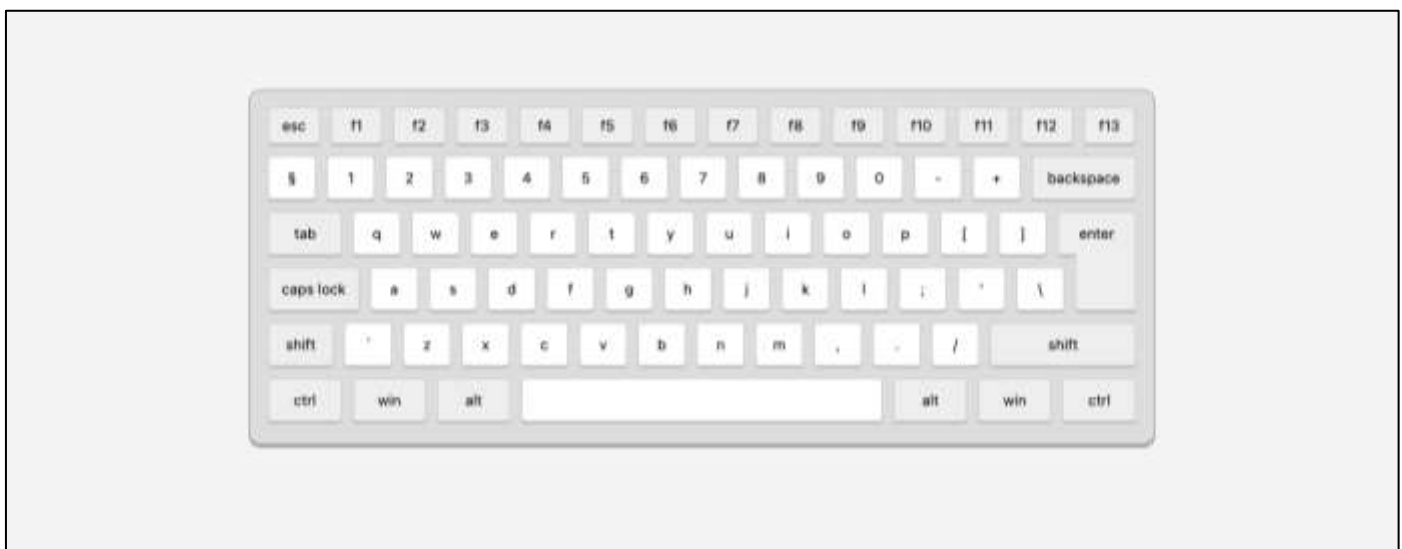 esc f1 f2 f3 f4 f5 f6 f7 f8 f9 f10 f11 f12 f13
§ 1 2 3 4 5 6 7 8 9 0 - + backspace
tab q w e r t y u i o p [ ] enter
caps lock a s d f g h j k l ; ' \
shift ` z x c v b n m , . / shift
ctrl win alt alt win ctrl